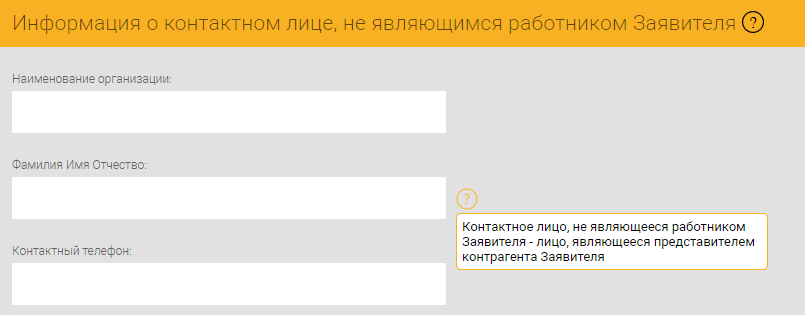 Информация о контактном лице, не являющимся работником Заявителя ?
Наименование организации:
Фамилия Имя Отчество:
?
Контактное лицо, не являющееся работником
Заявителя - лицо, являющееся представителем
контрагента Заявителя
Контактный телефон: